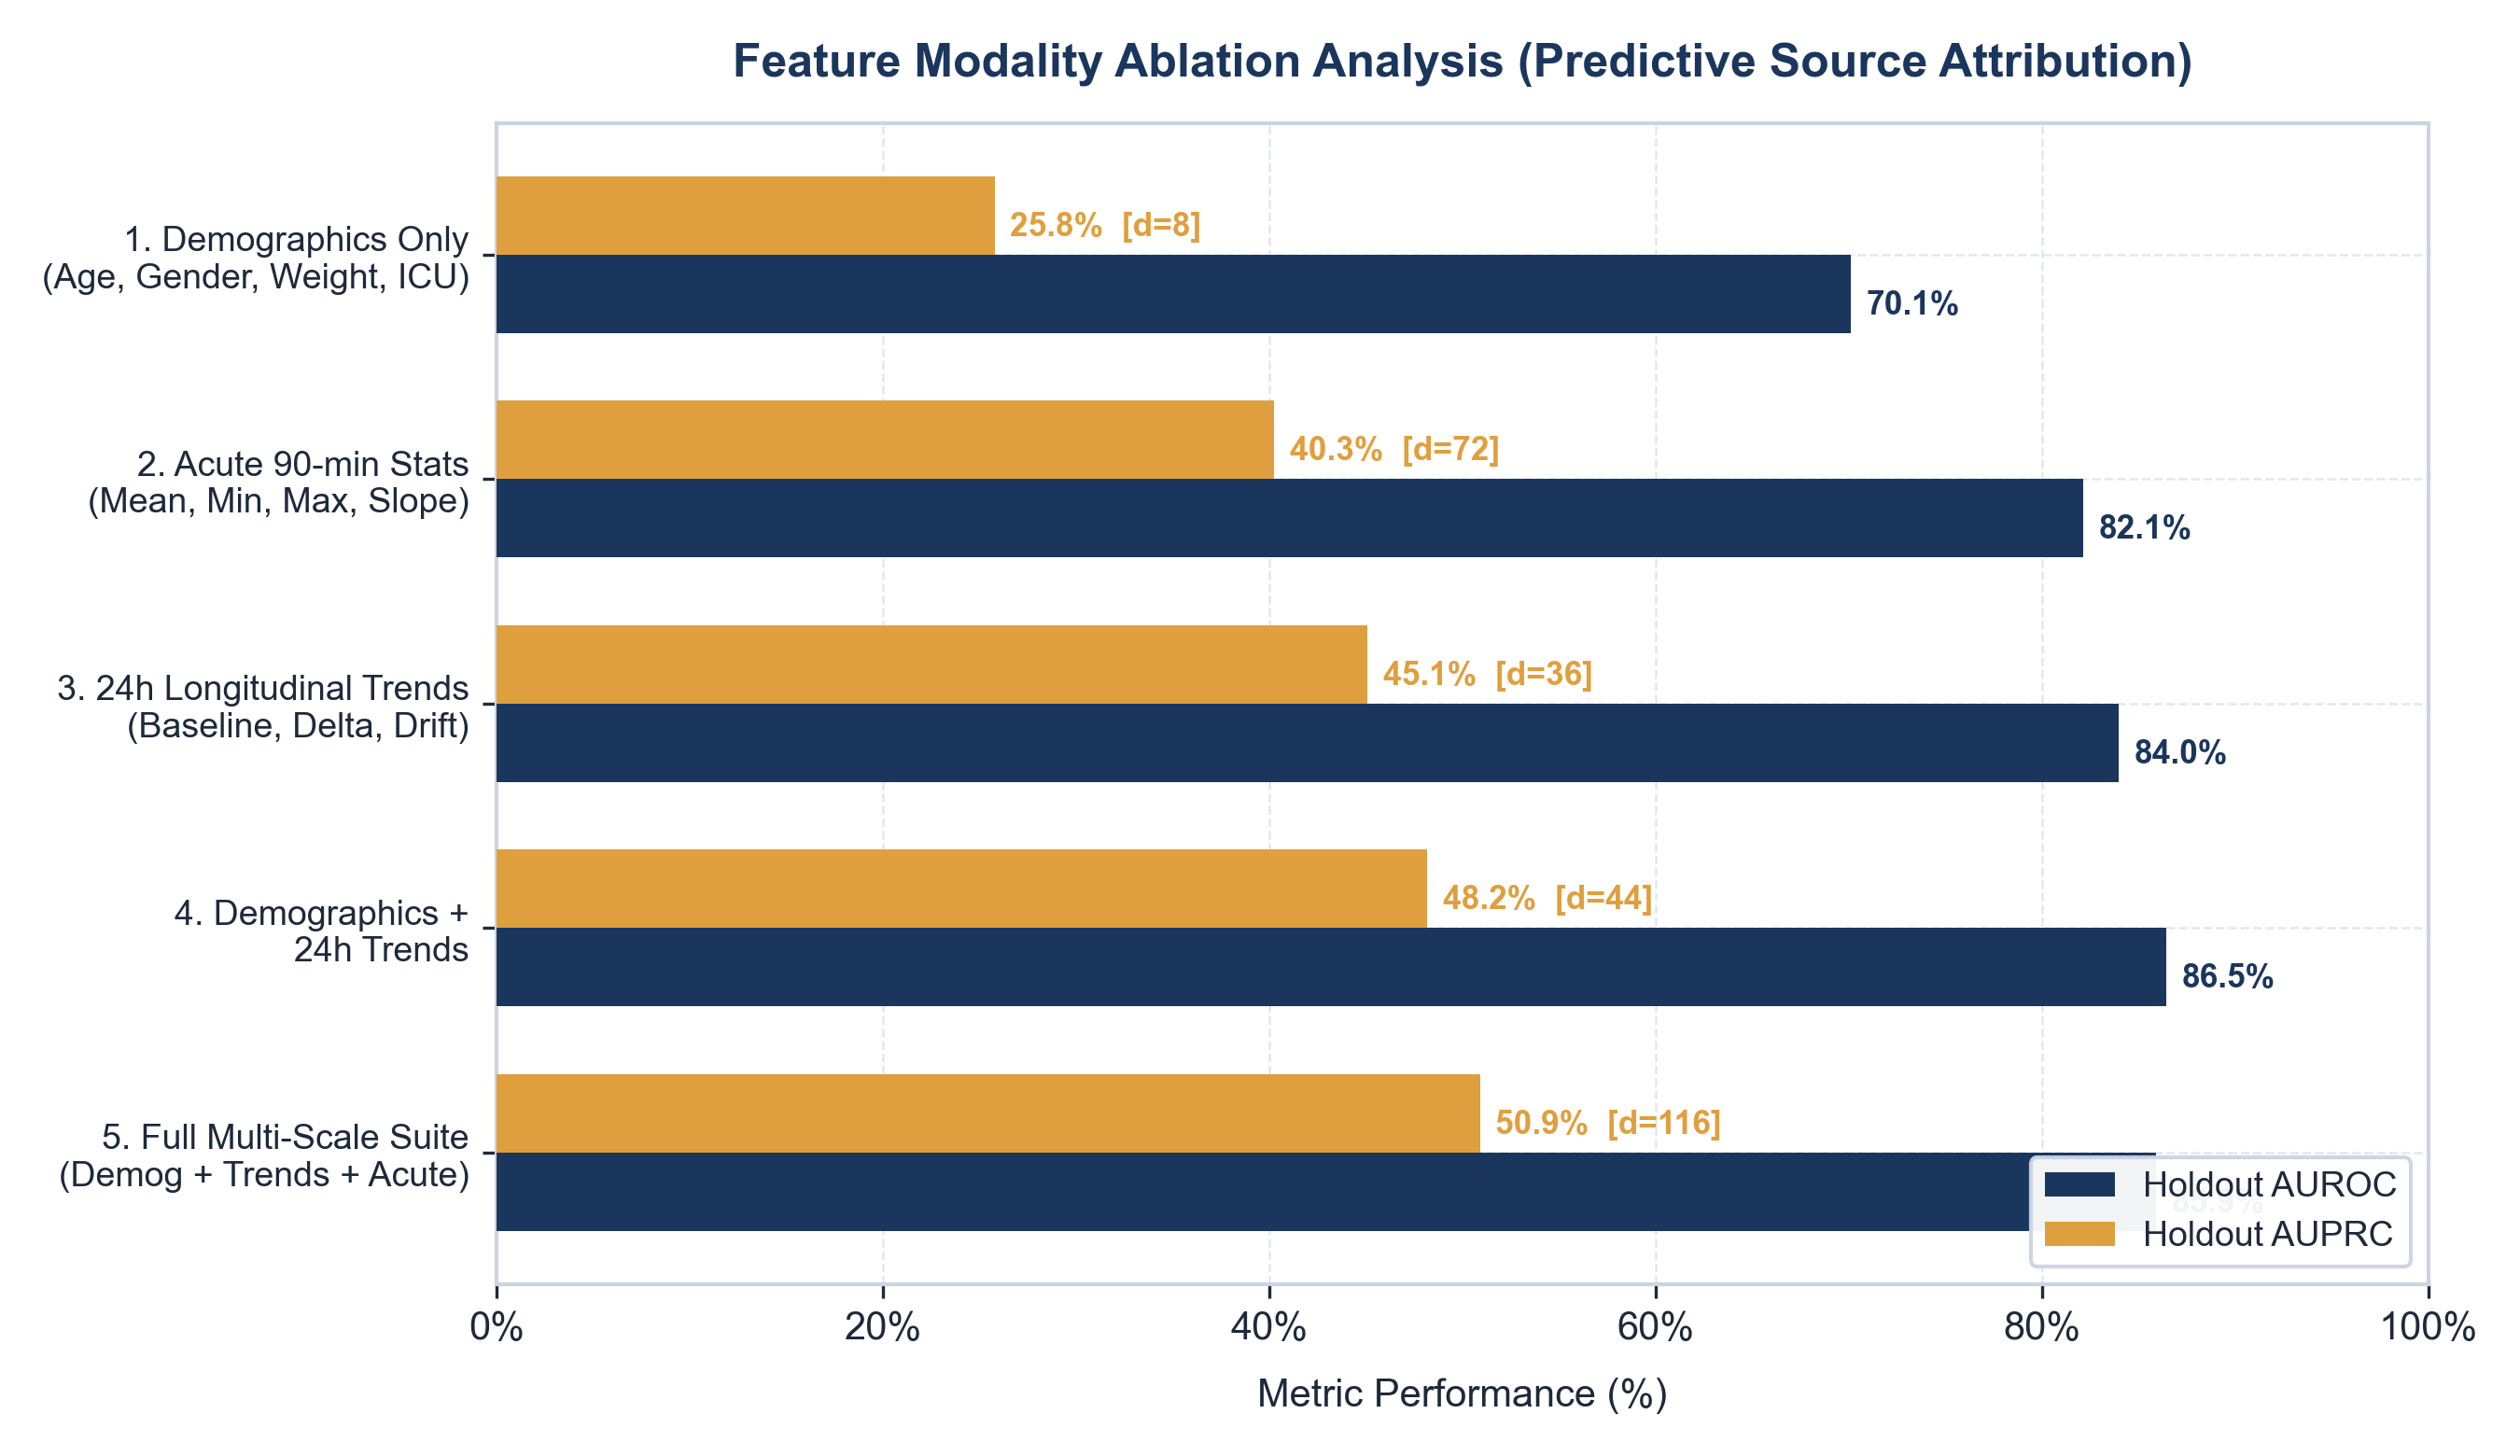 Feature Modality Ablation Analysis (Predictive Source Attribution)
1. Demographics Only
(Age, Gender, Weight, ICU)
25.8% [d=8]
70.1%
2. Acute 90-min Stats
(Mean, Min, Max, Slope)
40.3% [d=72]
82.1%
3. 24h Longitudinal Trends
(Baseline, Delta, Drift)
45.1% [d=36]
84.0%
4. Demographics +
24h Trends
48.2% [d=44]
86.5%
5. Full Multi-Scale Suite
(Demog + Trends + Acute)
50.9% [d=116]
85.9%
Holdout AUROC
Holdout AUPRC
0%
20%
40%
60%
80%
100%
Metric Performance (%)